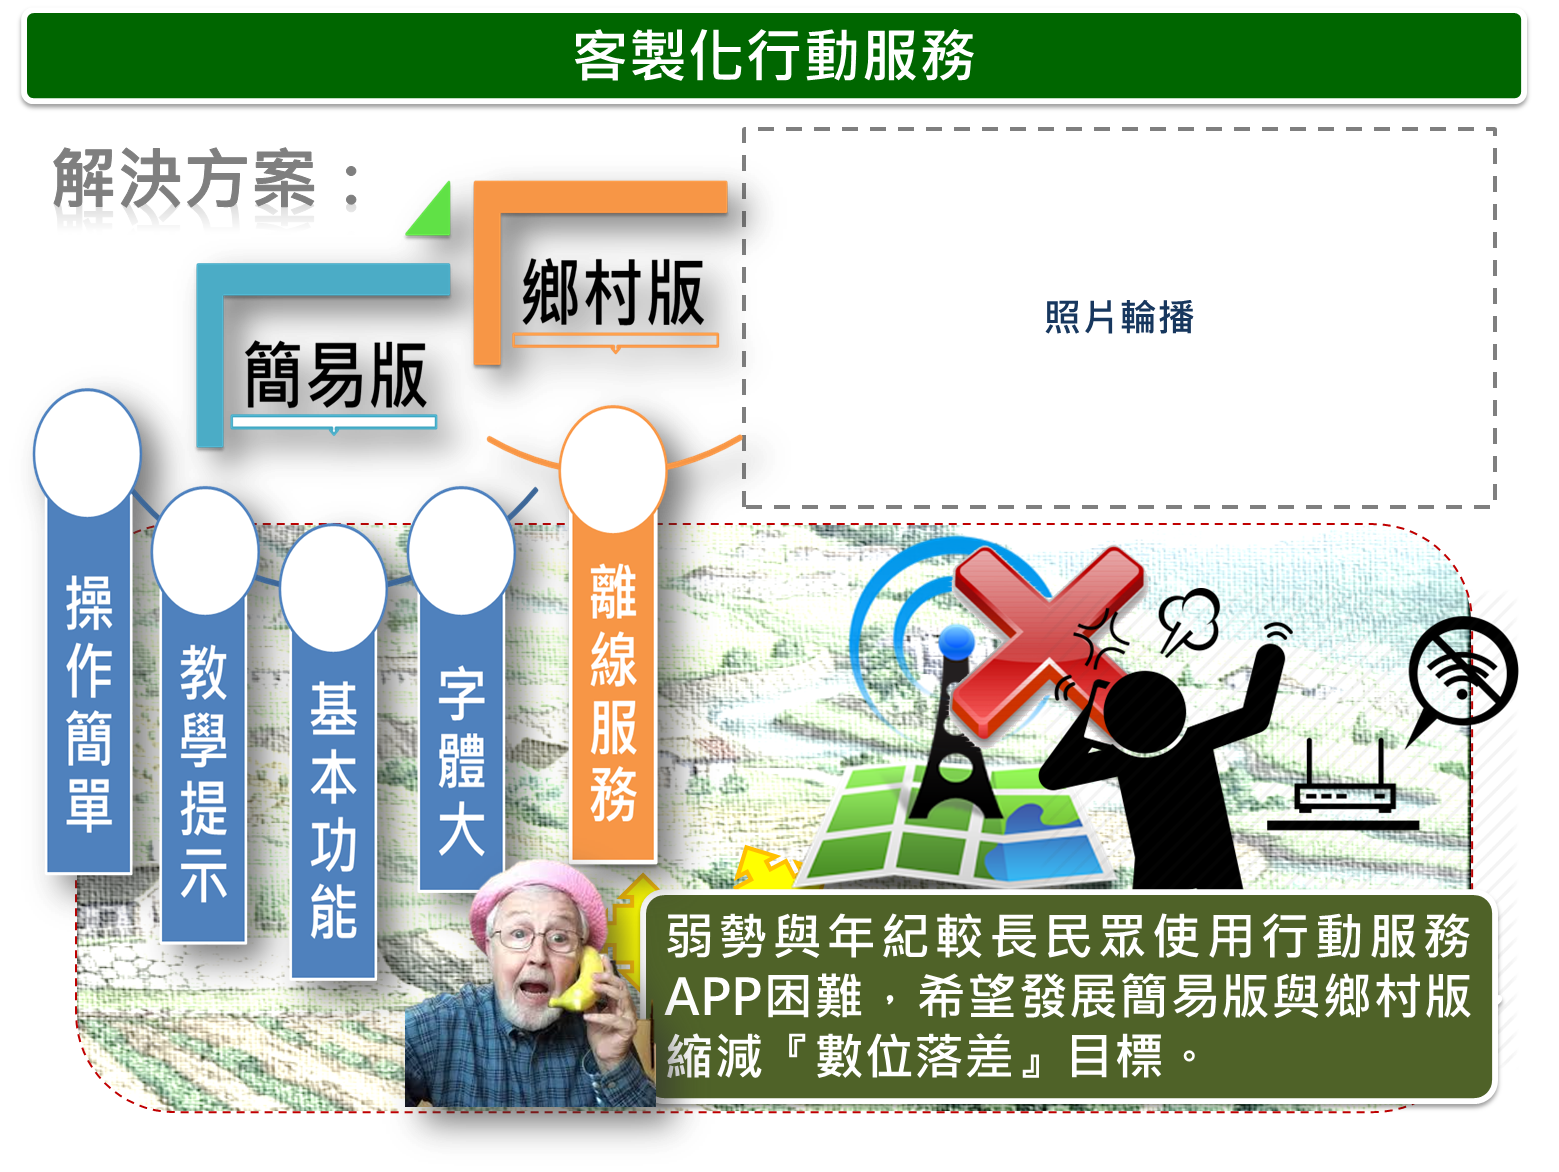 客製化行動服務
解決方案：
鄉村版
簡易版
照片輪播
操作簡單
教學提示
基本功能
字體大
離線服務
弱勢與年紀較長民眾使用行動服務
APP困難，希望發展簡易版與鄉村版
縮減『數位落差』目標。